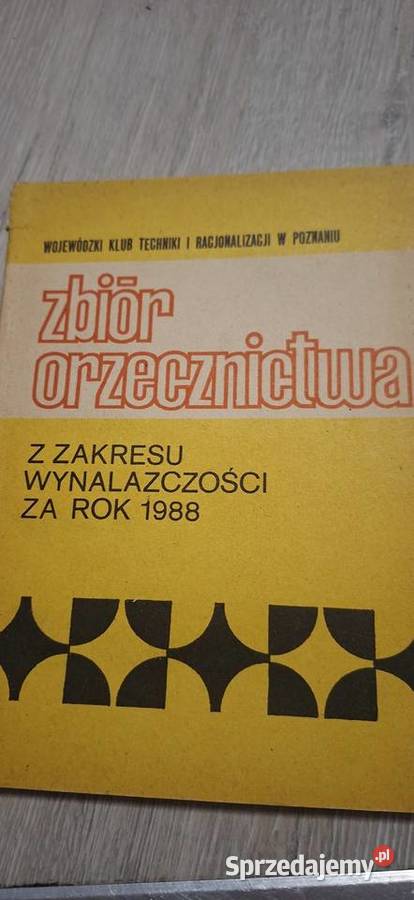 WOJEWÓDZKI KLUB TECHNIKI I RACJONALIZACJI W POZNANIU
zbiór
orzecznictwa
Z ZAKRESU
WYNALAZCZOŚCI
ZA ROK 1988
Sprzedajemy.pl